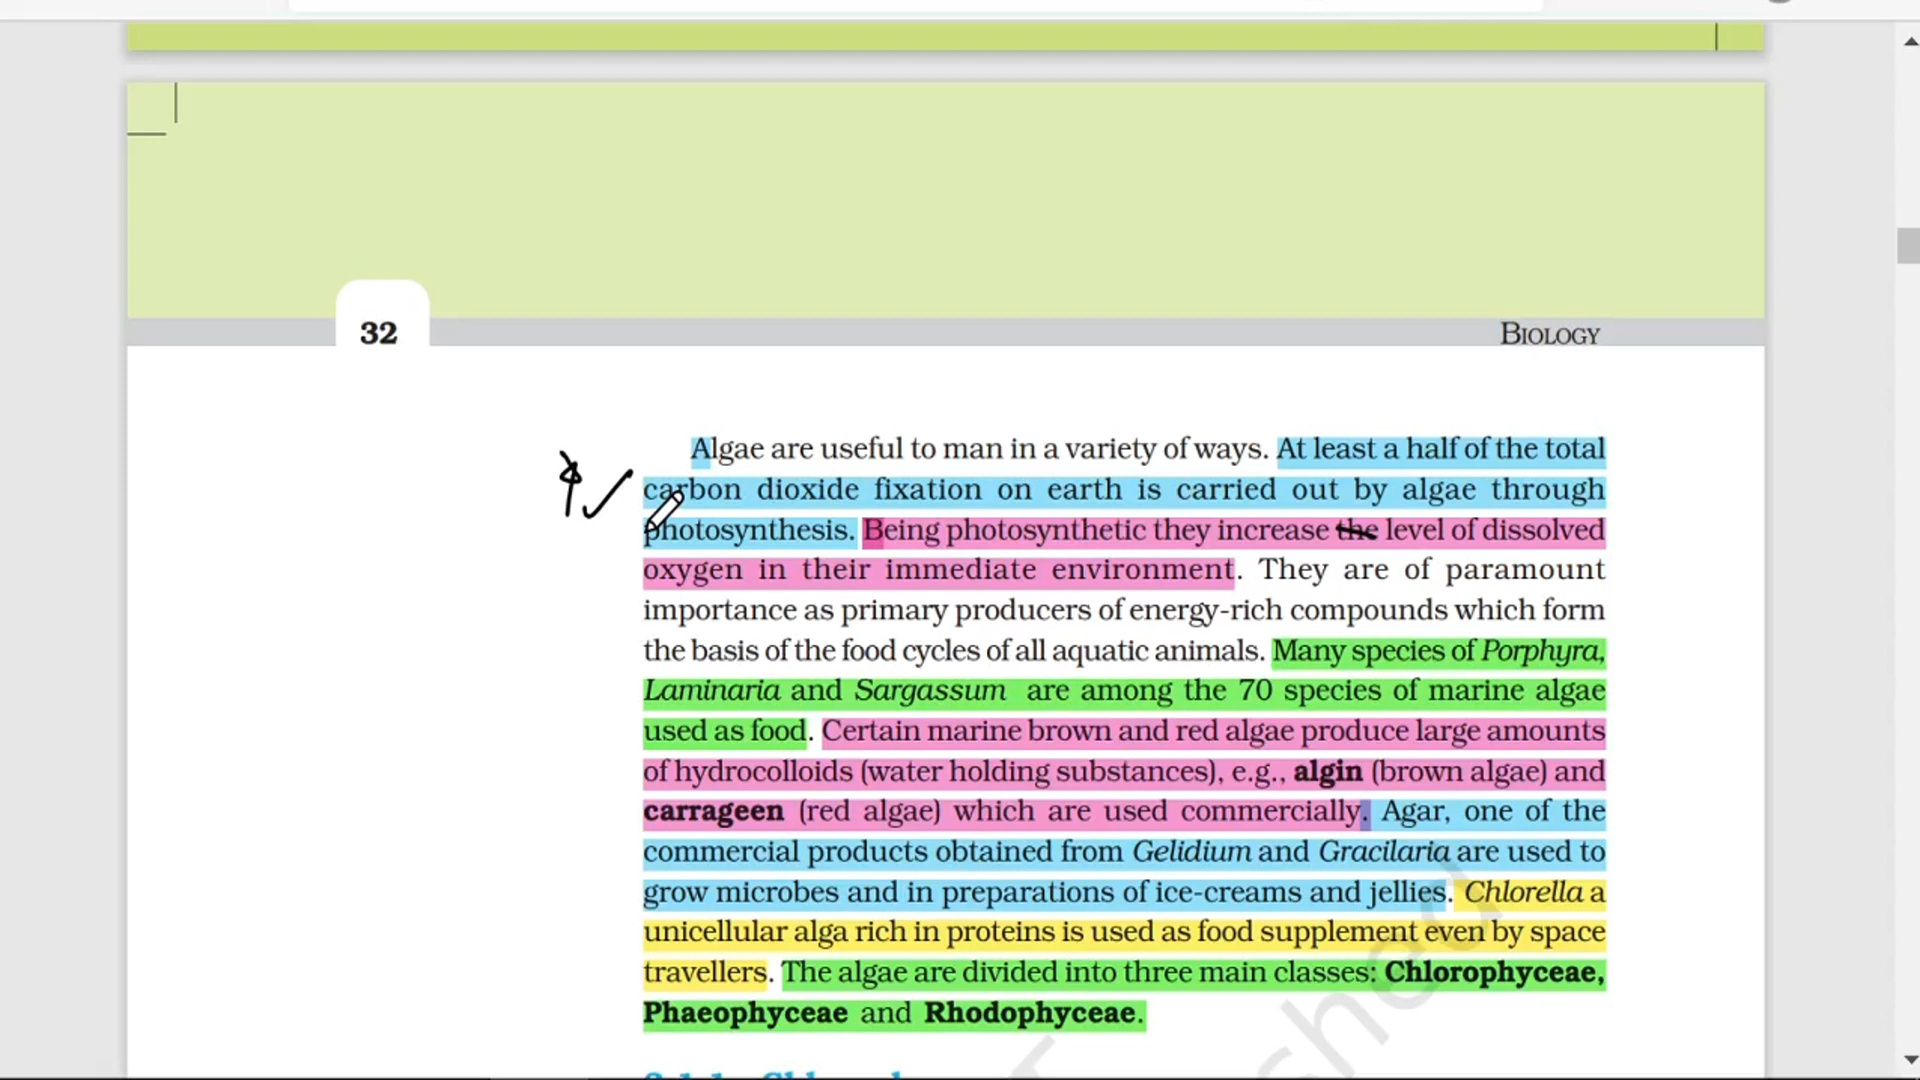 32
BIOLOGY
Algae are useful to man in a variety of ways. At least a half of the total
carbon dioxide fixation on earth is carried out by algae through
photosynthesis. Being photosynthetic they increase the level of dissolved
oxygen in their immediate environment. They are of paramount
importance as primary producers of energy-rich compounds which form
the basis of the food cycles of all aquatic animals. Many species of Porphyra,
Laminaria and Sargassum are among the 70 species of marine algae
used as food. Certain marine brown and red algae produce large amounts
of hydrocolloids (water holding substances), e.g., algin (brown algae) and
carrageen (red algae) which are used commercially. Agar, one of the
commercial products obtained from Gelidium and Gracilaria are used to
grow microbes and in preparations of ice-creams and jellies. Chlorella a
unicellular alga rich in proteins is used as food supplement even by space
travellers. The algae are divided into three main classes: Chlorophyceae,
Phaeophyceae and Rhodophyceae.